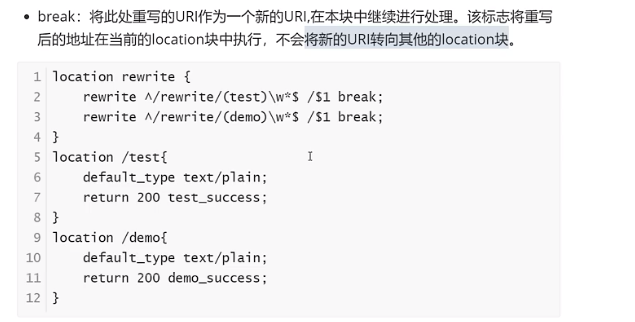 • break：将此处重写的URI作为一个新的URI,在本块中继续进行处理。该标志将重写
后的地址在当前的location块中执行，不会将新的URI转向其他的location块。
1 location rewrite {
2     rewrite ^/rewrite/(test)\w*$ /$1 break;
3     rewrite ^/rewrite/(demo)\w*$ /$1 break;
4 }
5 location /test{
6     default_type text/plain;
7     return 200 test_success;
8 }
9 location /demo{
10     default_type text/plain;
11     return 200 demo_success;
12 }